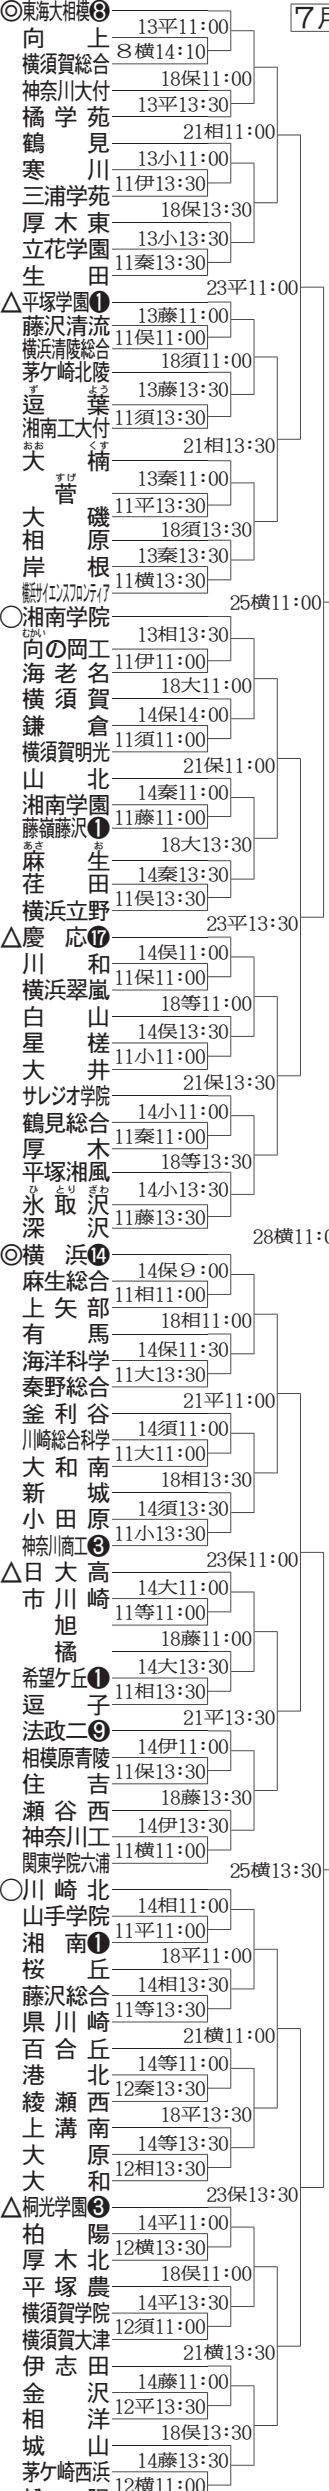 7月
◎東海大相模❽
13平11:00
向上
8横14:10
横須賀総合
18保11:00
神奈川大付
13平13:30
橘学苑
21相11:00
鶴見
13小11:00
寒川
11伊13:30
三浦学苑
18保13:30
厚木東
13小13:30
立花学園
11秦13:30
生田
23平11:00
△平塚学園❶
13藤11:00
藤沢清流
11俣11:00
横浜清陵総合
18須11:00
茅ケ崎北陵
13藤13:30
逗葉
ずよう
11須13:30
湘南工大付
21相13:30
大楠
おおくす
13秦11:00
菅
すげ
11平13:30
大磯
18須13:30
相原
13秦13:30
岸根
11横13:30
横浜サイエンスフロンティア
25横11:00
○湘南学院
13相13:30
向の岡工
むかい
11伊11:00
海老名
18大11:00
横須賀
14保14:00
鎌倉
11須11:00
横須賀明光
21保11:00
山北
14秦11:00
湘南学園
11藤11:00
藤嶺藤沢❶
18大13:30
麻生
あさお
14秦13:30
荏田
11俣13:30
横浜立野
23平13:30
△慶応⓱
14俣11:00
川和
11保11:00
横浜翠嵐
18等11:00
白山
14俣13:30
星槎
11小11:00
大井
21保13:30
サレジオ学院
14小11:00
鶴見総合
11秦11:00
厚木
18等13:30
平塚湘風
14小13:30
氷取沢
ひとりざわ
11藤13:30
深沢
28横11:0
◎横浜⓮
14保9:00
麻生総合
11相11:00
上矢部
18相11:00
有馬
14保11:30
海洋科学
11大13:30
秦野総合
21平11:00
釜利谷
14須11:00
川崎総合科学
11大11:00
大和南
18相13:30
新城
14須13:30
小田原
11小13:30
神奈川商工❸
23保11:00
△日大高
14大11:00
市川崎
11等11:00
旭
18藤11:00
橘
14大13:30
希望ケ丘❶
11相13:30
逗子
21平13:30
法政二❾
14伊11:00
相模原青陵
11保13:30
住吉
18藤13:30
瀬谷西
14伊13:30
神奈川工
11横11:00
関東学院六浦
25横13:30
○川崎北
14相11:00
山手学院
11平11:00
湘南❶
18平11:00
桜丘
14相13:30
藤沢総合
11等13:30
県川崎
21横11:00
百合丘
14等11:00
港北
12秦13:30
綾瀬西
18平13:30
上溝南
14等13:30
大原
12相13:30
大和
23保13:30
△桐光学園❸
14平11:00
柏陽
12横13:30
厚木北
18俣11:00
平塚農
14平13:30
横須賀学院
12須11:00
横須賀大津
21横13:30
伊志田
14藤11:00
金沢
12平13:30
相洋
18俣13:30
城山
14藤13:30
茅ケ崎西浜
12横11:00